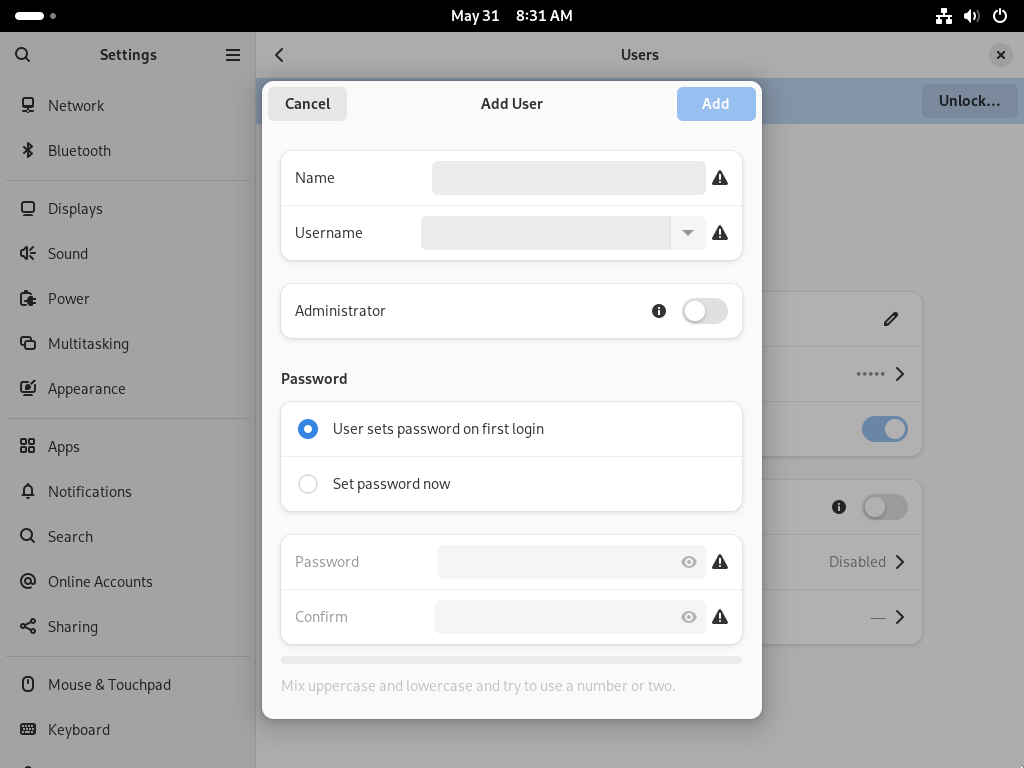 May 31 8:31 AM
Settings
Users
Network
Bluetooth
Displays
Sound
Power
Multitasking
Appearance
Apps
Notifications
Search
Online Accounts
Sharing
Mouse & Touchpad
Keyboard
Unlock…
Cancel
Add User
Add
Name
Username
Administrator
Password
User sets password on first login
Set password now
Password
Confirm
Mix uppercase and lowercase and try to use a number or two.
•••••
Disabled
—